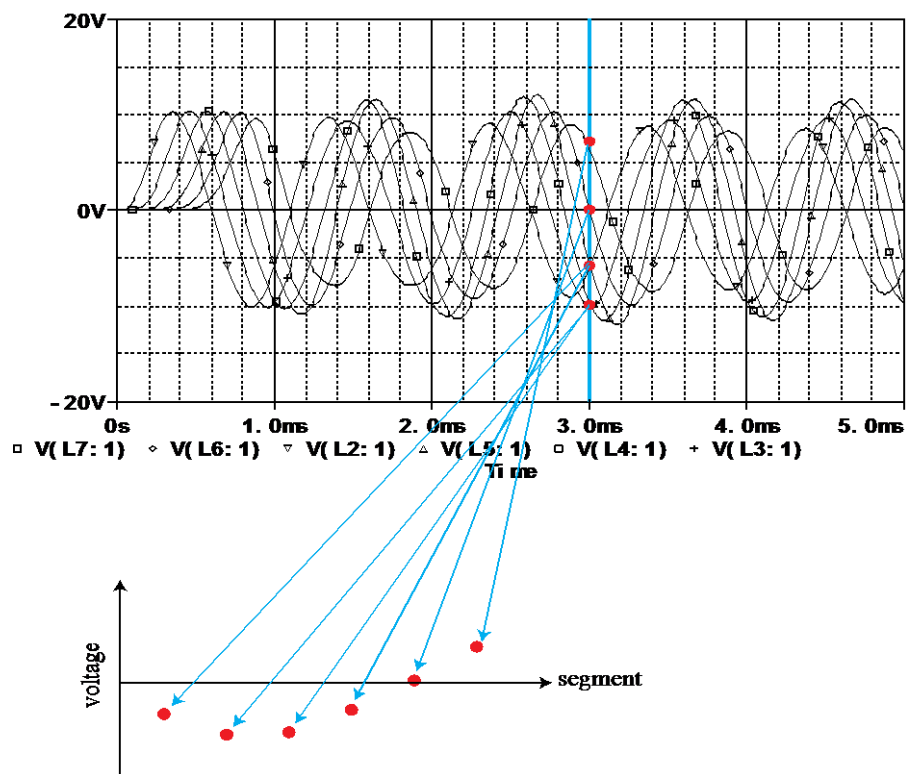 20V
0V
-20V
0s 1.0ms 2.0ms 3.0ms 4.0ms 5.0ms
V( L7: 1) V( L6: 1) V( L2: 1) V( L5: 1) V( L4: 1) V( L3: 1)
Time
voltage
segment